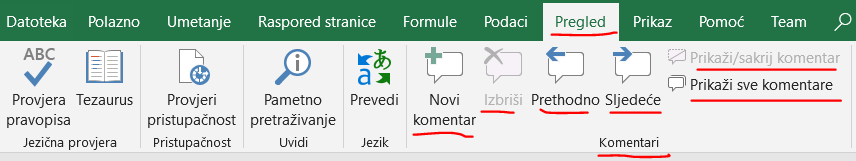 Datoteka Polazno Umetanje Raspored stranice Formule Podaci Pregled Prikaz Pomoć Team
ABC
Provjera pravopisa
Tezaurus
Jezična provjera
Provjeri pristupačnost
Pristupačnost
Pametno pretraživanje
Uvidi
a あ
Prevedi
Jezik
Novi komentar
Izbriši
Prethodno
Sljedeće
Prikaži/sakrij komentar
Prikaži sve komentare
Komentari